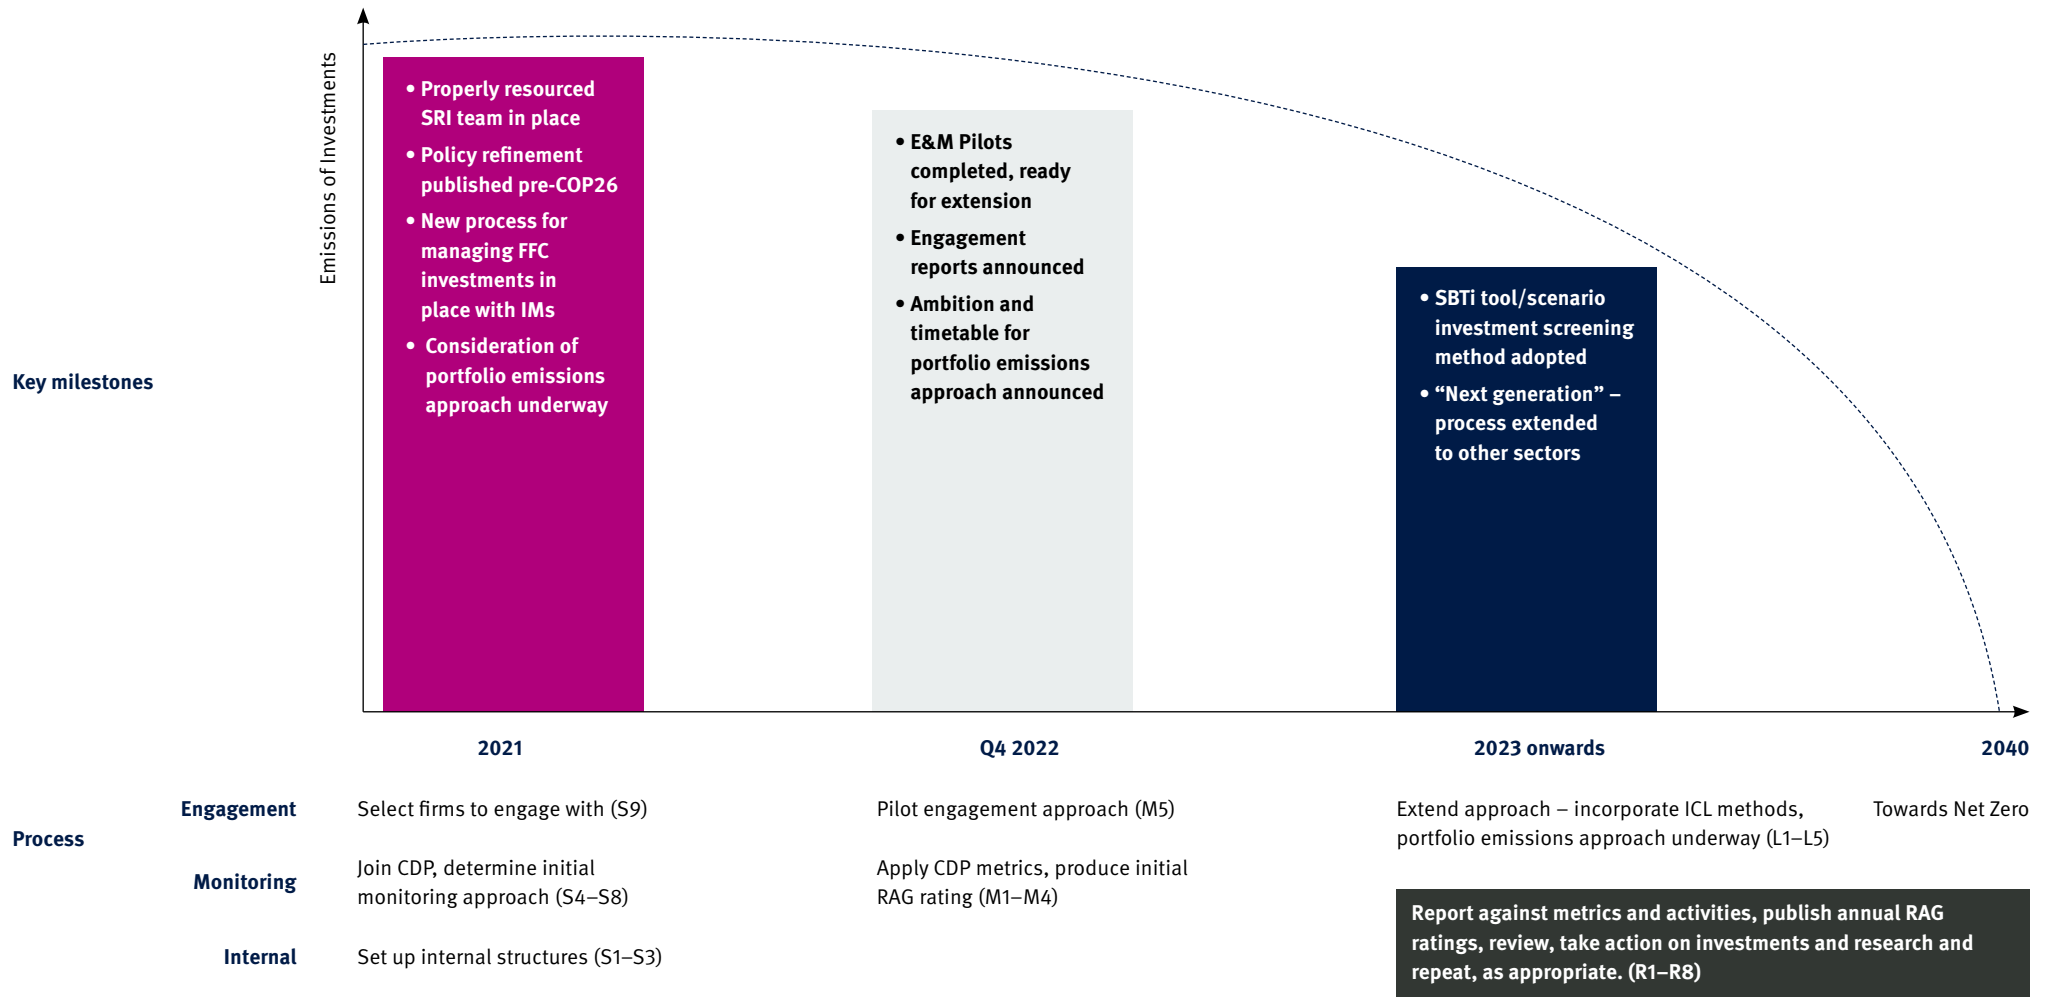 Emissions of Investments
• Properly resourced
SRI team in place
• Policy refinement
published pre-COP26
• New process for
managing FFC
investments in
place with IMs
• Consideration of
portfolio emissions
approach underway
• E&M Pilots
completed, ready
for extension
• Engagement
reports announced
• Ambition and
timetable for
portfolio emissions
approach announced
• SBTi tool/scenario
investment screening
method adopted
• “Next generation” –
process extended
to other sectors
Key milestones
2021
Q4 2022
2023 onwards
2040
Process
Engagement
Select firms to engage with (S9)
Pilot engagement approach (M5)
Extend approach – incorporate ICL methods,
portfolio emissions approach underway (L1–L5)
Towards Net Zero
Monitoring
Join CDP, determine initial
monitoring approach (S4–S8)
Apply CDP metrics, produce initial
RAG rating (M1–M4)
Internal
Set up internal structures (S1–S3)
Report against metrics and activities, publish annual RAG
ratings, review, take action on investments and research and
repeat, as appropriate. (R1–R8)